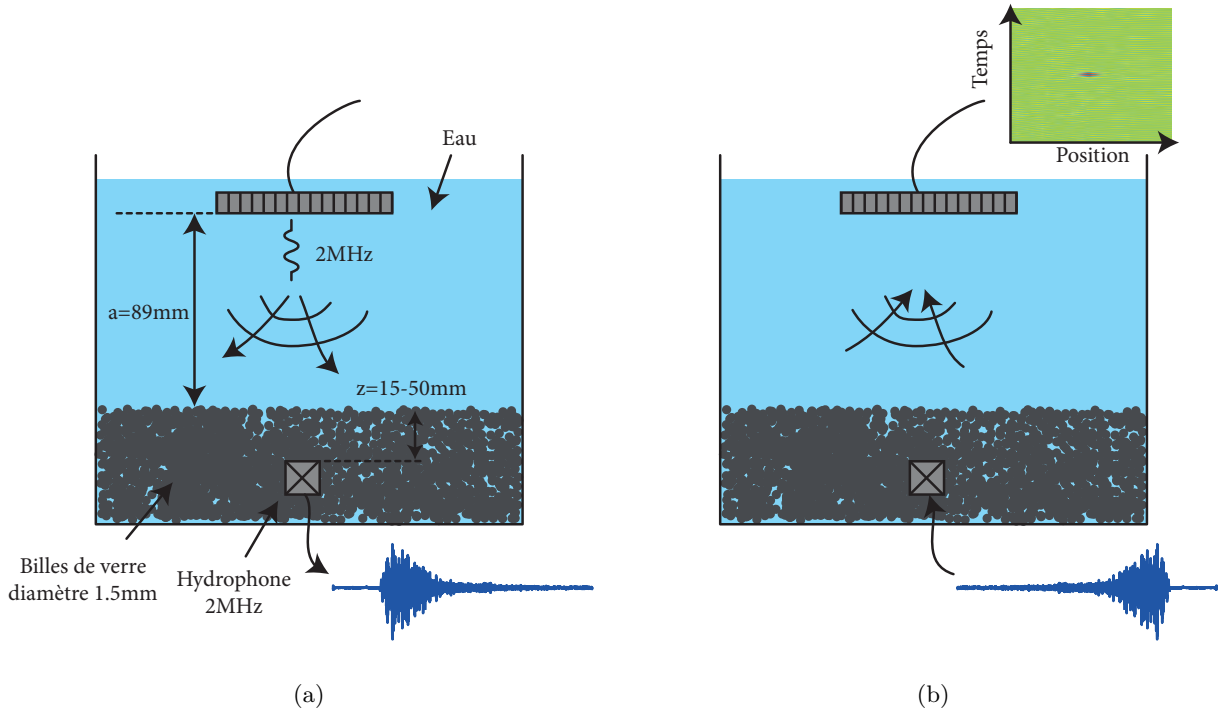 Eau
2MHz
a=89mm
z=15-50mm
Billes de verre
diamètre 1.5mm
Hydrophone
2MHz
(a)
Temps
Position
(b)